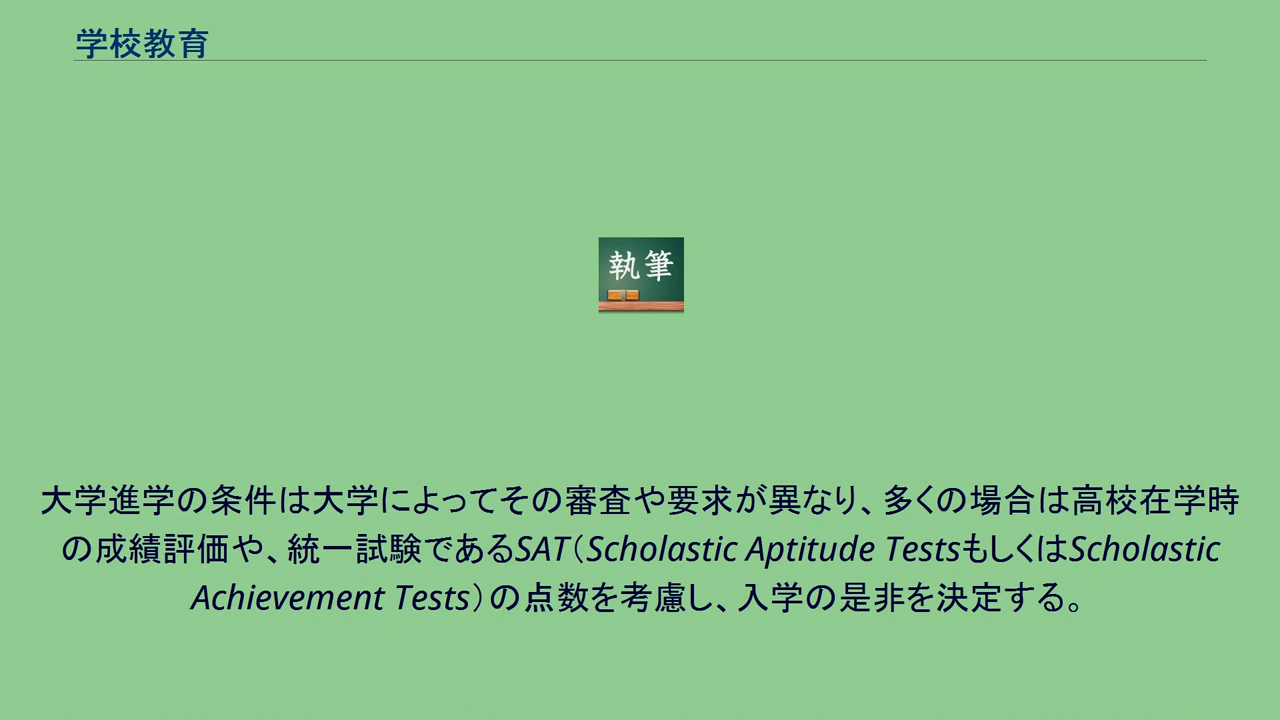 学校教育
執筆
大学進学の条件は大学によってその審査や要求が異なり、多くの場合は高校在学時
の成績評価や、統一試験であるSAT（Scholastic Aptitude TestsもしくはScholastic
Achievement Tests）の点数を考慮し、入学の是非を決定する。